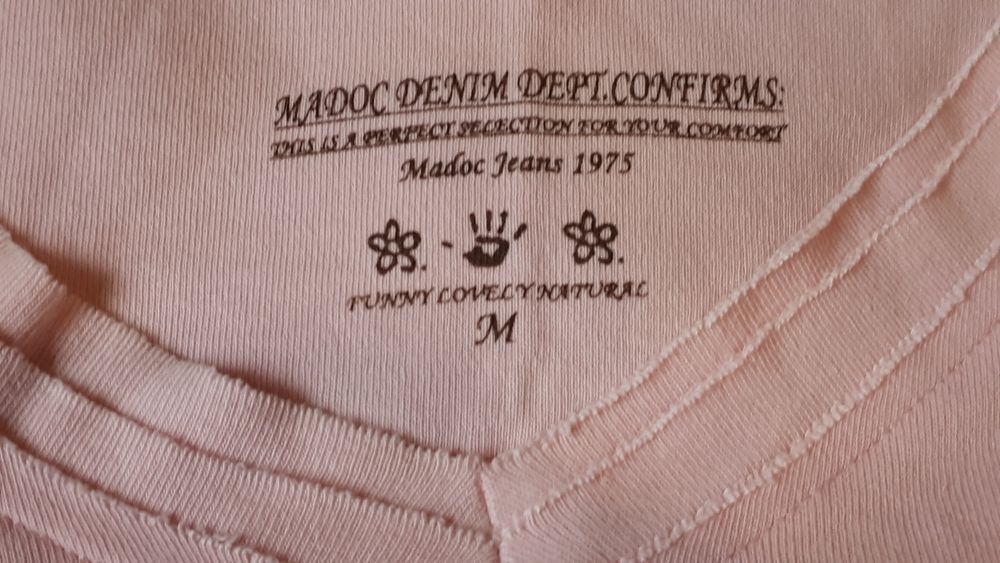 MADOC DENIM DEPT.CONFIRMS:
THIS IS A PERFECT SELECTION FOR YOUR COMFORT
Madoc Jeans 1975
FUNNY LOVELY NATURAL
M